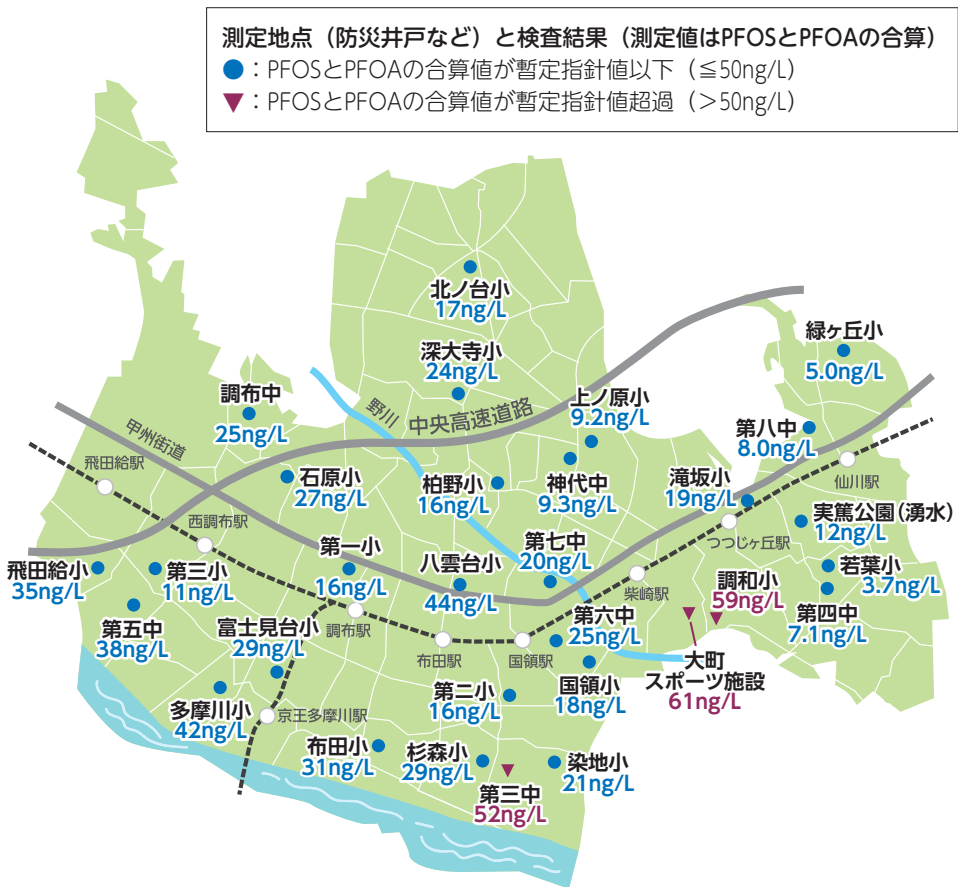 測定地点（防災井戸など）と検査結果（測定値はPFOSとPFOAの合算）
●：PFOSとPFOAの合算値が暫定指針値以下（≦50ng/L）
▼：PFOSとPFOAの合算値が暫定指針値超過（>50ng/L）
北ノ台小
17ng/L
深大寺小
24ng/L
緑ヶ丘小
5.0ng/L
調布中
25ng/L
野川
中央高速道路
上ノ原小
9.2ng/L
第八中
8.0ng/L
甲州街道
飛田給駅
石原小
27ng/L
柏野小
16ng/L
神代中
9.3ng/L
滝坂小
19ng/L
仙川駅
西調布駅
実篤公園（湧水）
12ng/L
つつじヶ丘駅
飛田給小
35ng/L
第三小
11ng/L
第一小
16ng/L
八雲台小
44ng/L
第七中
20ng/L
柴崎駅
調和小
59ng/L
若葉小
3.7ng/L
第四中
7.1ng/L
第五中
38ng/L
富士見台小
29ng/L
調布駅
布田駅
国領駅
第六中
25ng/L
大町
スポーツ施設
61ng/L
国領小
18ng/L
多摩川小
42ng/L
京王多摩川駅
第二小
16ng/L
布田小
31ng/L
杉森小
29ng/L
第三中
52ng/L
染地小
21ng/L